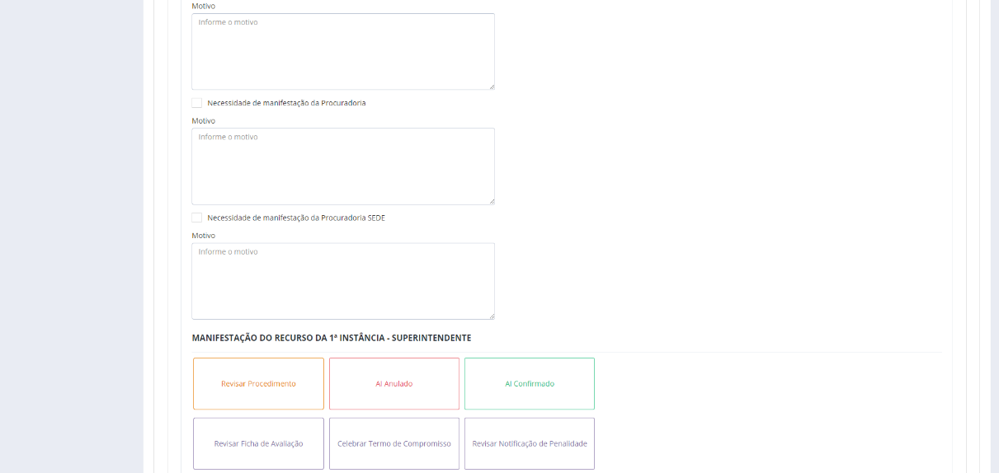 Motivo
Informe o motivo
Necessidade de manifestação da Procuradoria
Motivo
Informe o motivo
Necessidade de manifestação da Procuradoria SEDE
Motivo
Informe o motivo
MANIFESTAÇÃO DO RECURSO DA 1ª INSTÂNCIA - SUPERINTENDENTE
Revisar Procedimento
AI Anulado
AI Confirmado
Revisar Ficha de Avaliação
Celebrar Termo de Compromisso
Revisar Notificação de Penalidade